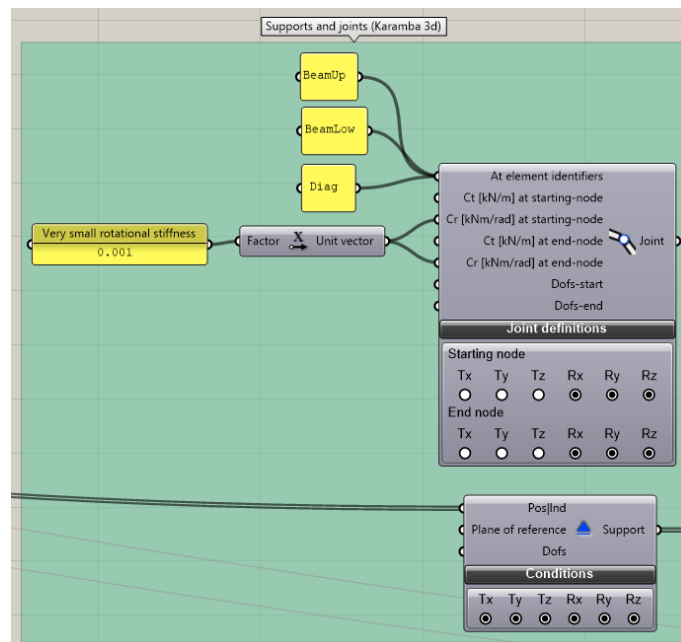 Supports and joints (Karamba 3d)
BeamUp
BeamLow
Diag
Very small rotational stiffness
0.001
Factor X Unit vector
At element identifiers
Ct [kN/m] at starting-node
Cr [kNm/rad] at starting-node
Ct [kN/m] at end-node
Cr [kNm/rad] at end-node
Dofs-start
Dofs-end
Joint
Joint definitions
Starting node
Tx Ty Tz Rx Ry Rz
End node
Tx Ty Tz Rx Ry Rz
Pos|Ind
Plane of reference
Dofs
Support
Conditions
Tx Ty Tz Rx Ry Rz